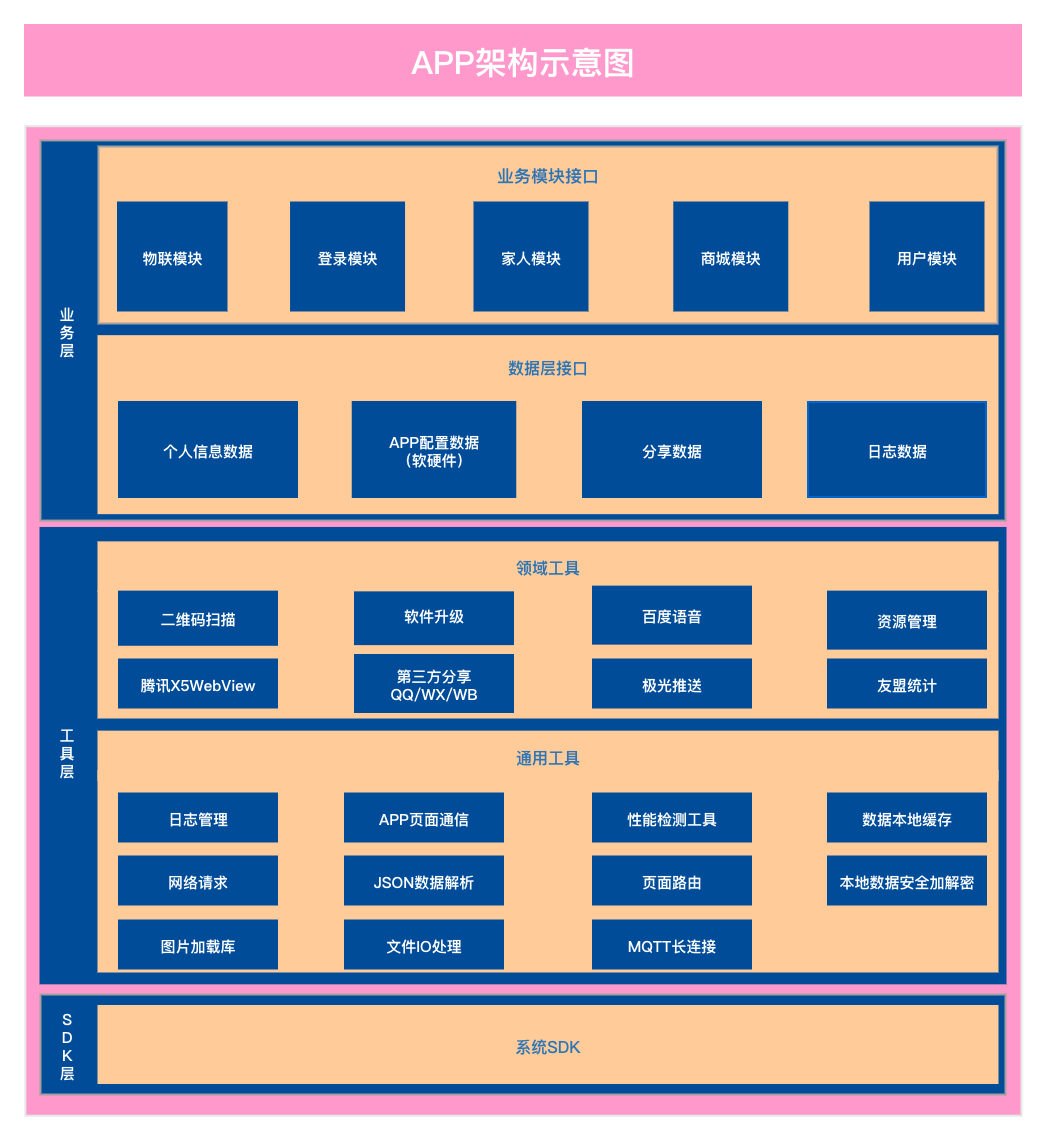 APP架构示意图
业务层
业务模块接口
物联模块
登录模块
家人模块
商城模块
用户模块
数据层接口
个人信息数据
APP配置数据
（软硬件）
分享数据
日志数据
工具层
领域工具
二维码扫描
软件升级
百度语音
资源管理
腾讯X5WebView
第三方分享
QQ/WX/WB
极光推送
友盟统计
通用工具
日志管理
APP页面通信
性能检测工具
数据本地缓存
网络请求
JSON数据解析
页面路由
本地数据安全加解密
图片加载库
文件IO处理
MQTT长连接
SDK层
系统SDK